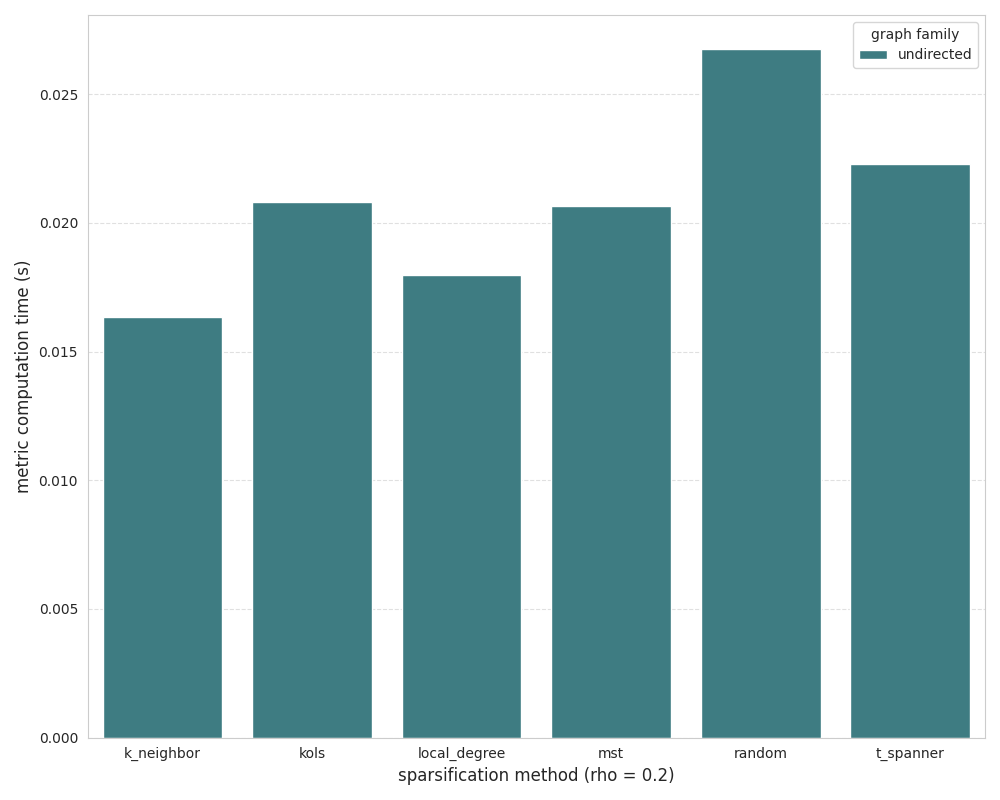 graph family
undirected
metric computation time (s)
0.025
0.020
0.015
0.010
0.005
0.000
k_neighbor kols local_degree mst random t_spanner
sparsification method (rho = 0.2)